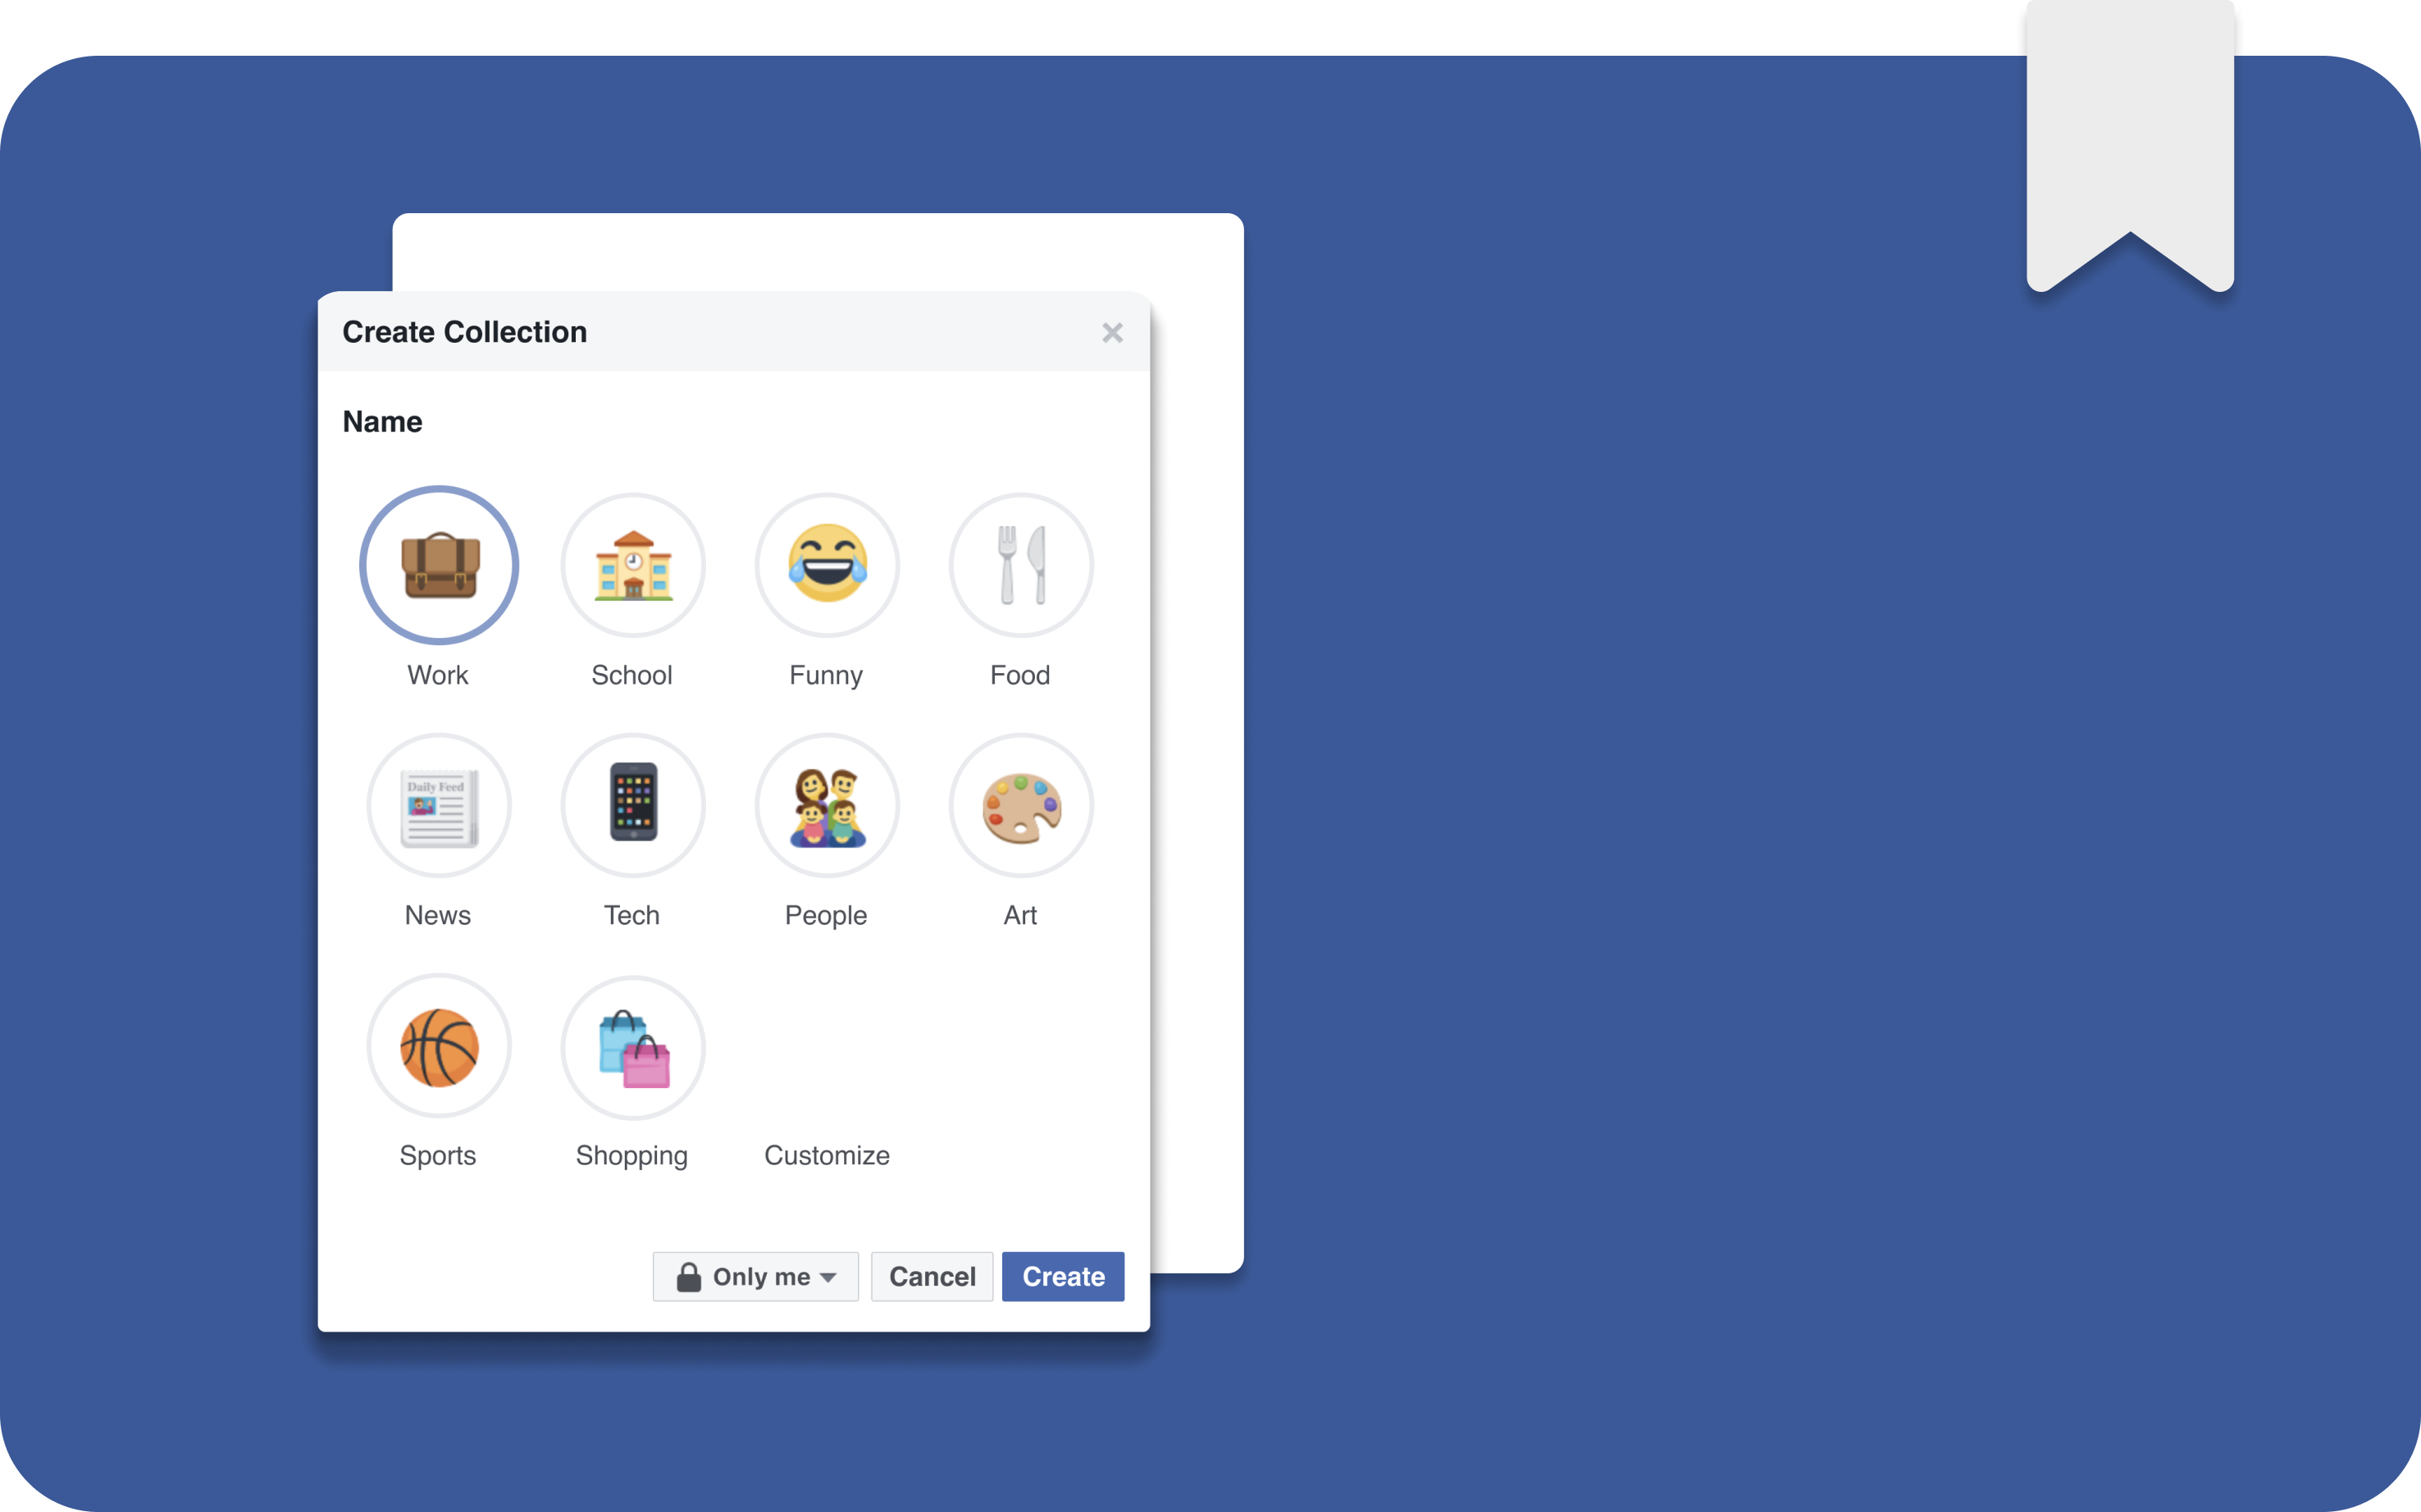 Create Collection
Name
Work School Funny Food
Daily Feed
News Tech People Art
Sports Shopping Customize
Only me Cancel Create